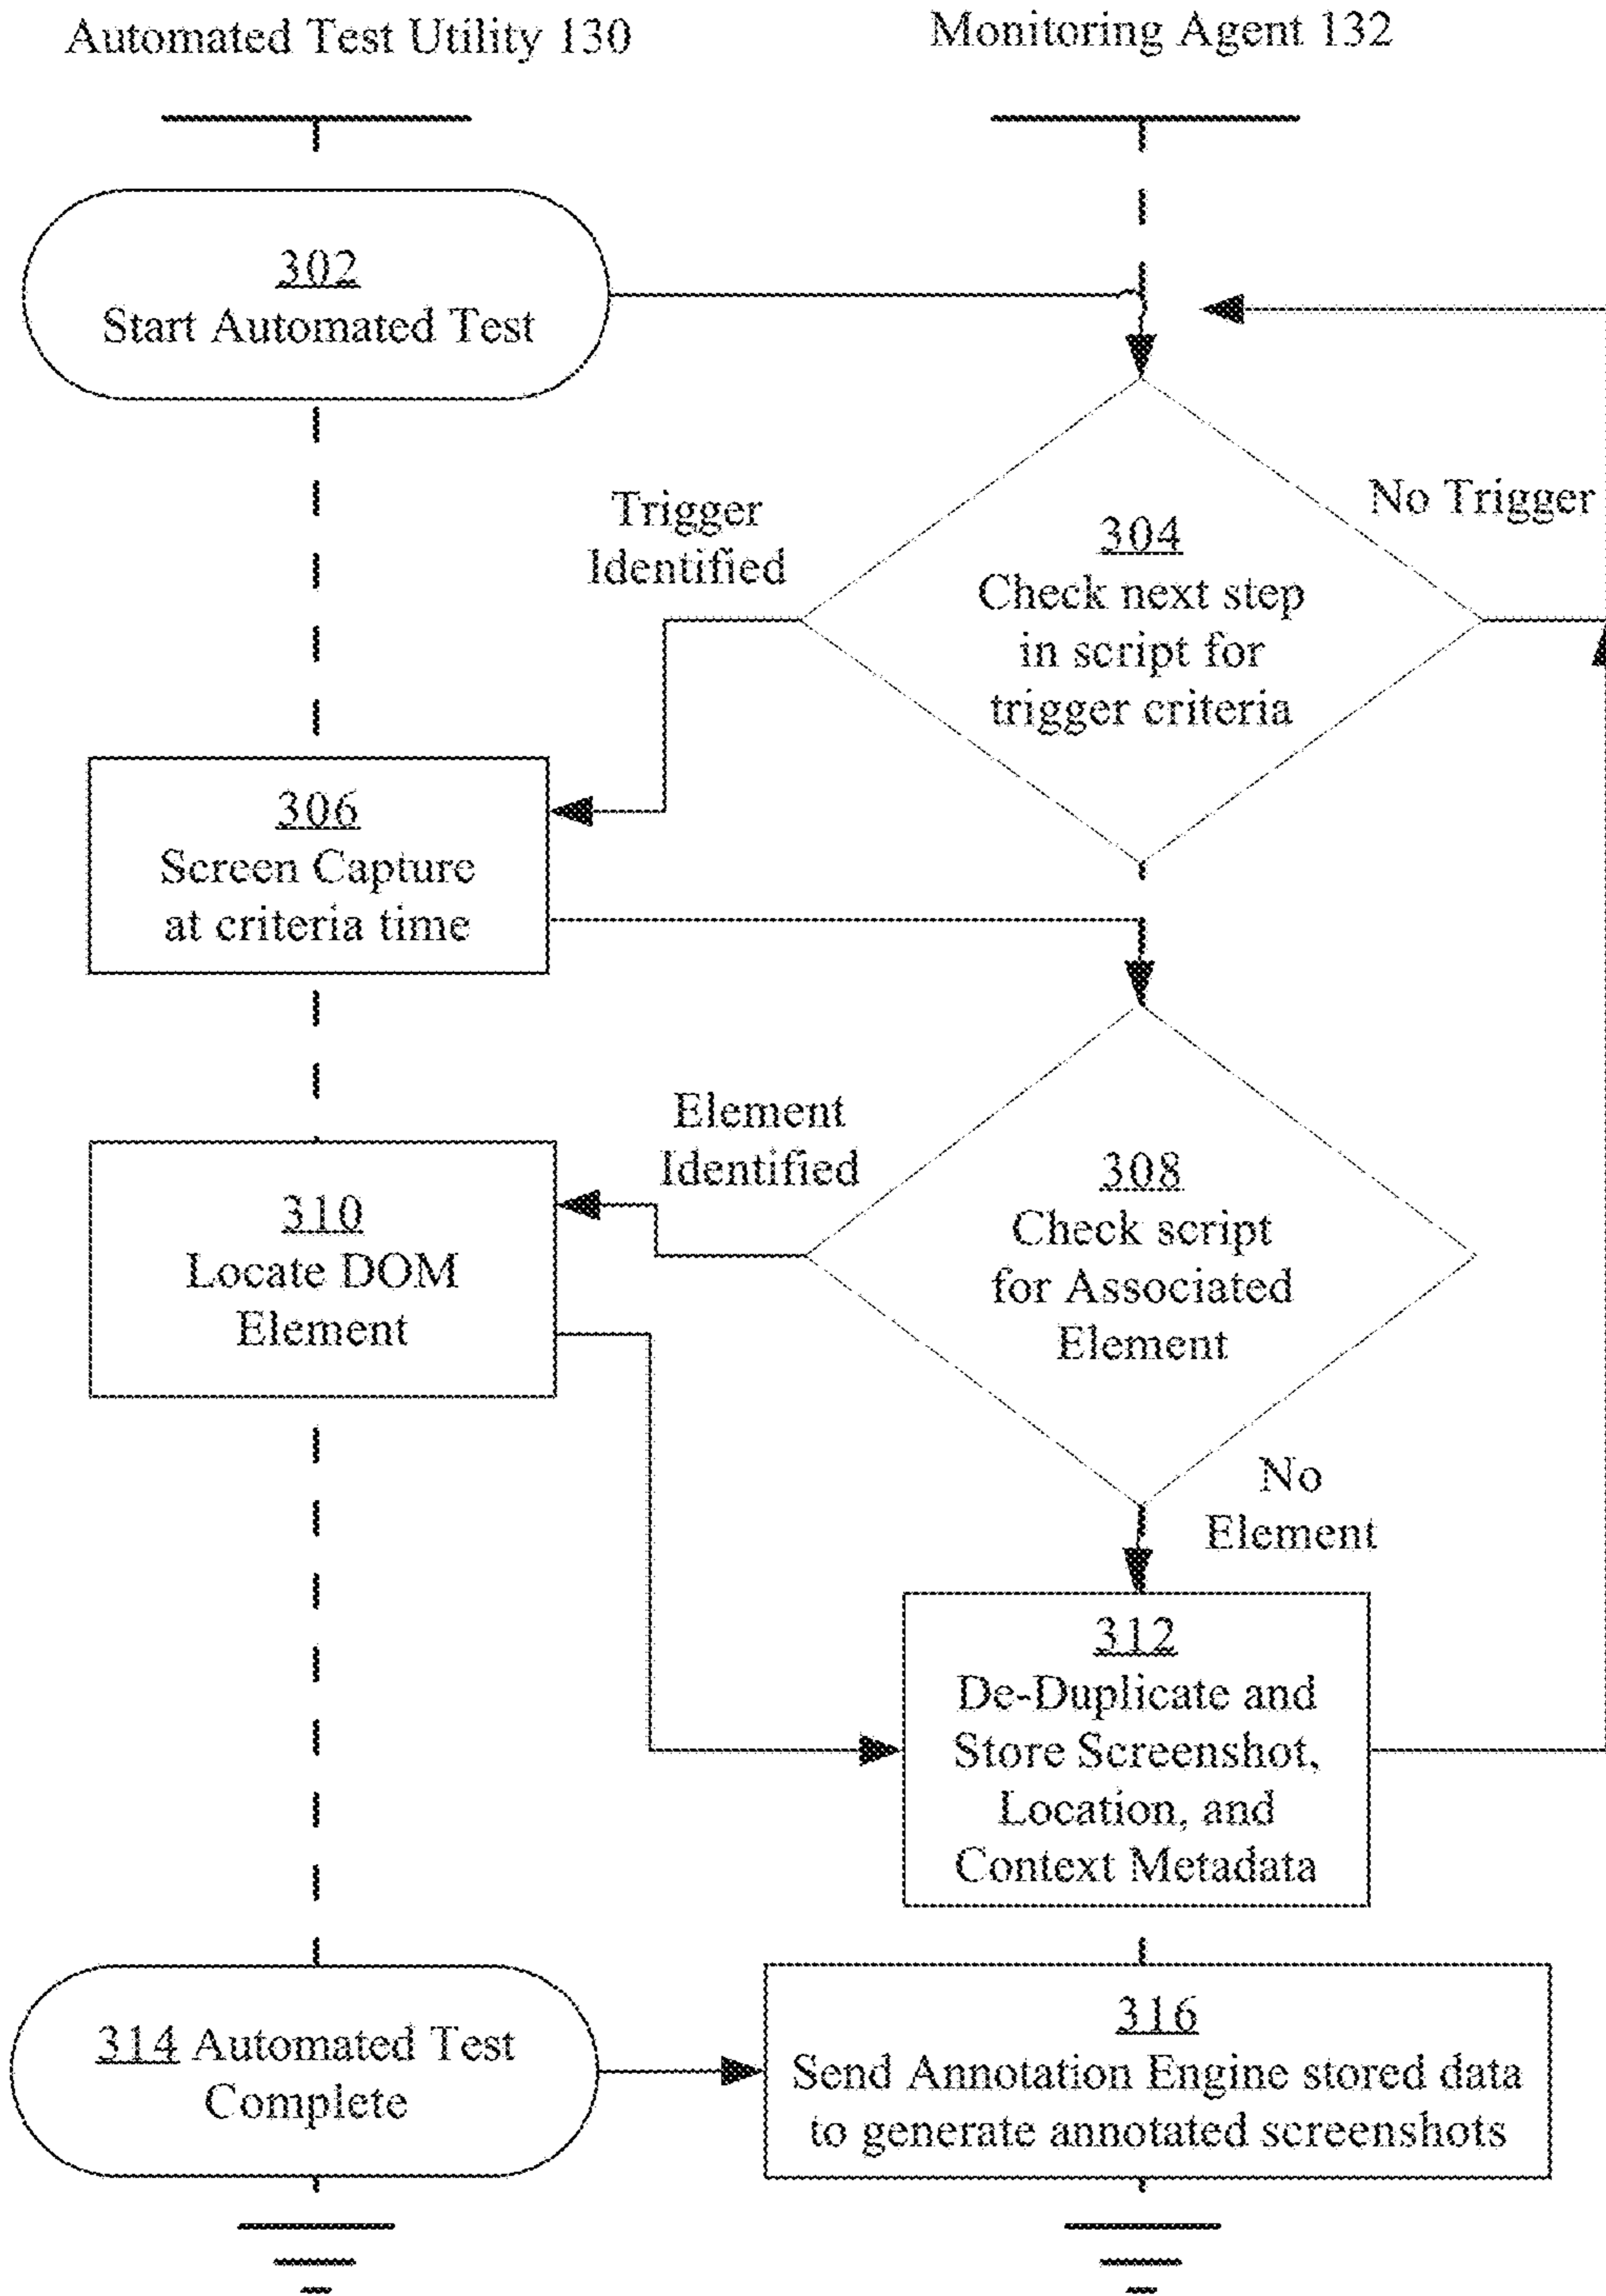 Automated Test Utility 130
Monitoring Agent 132
302
Start Automated Test
304
Check next step
in script for
trigger criteria
No Trigger
Trigger
Identified
306
Screen Capture
at criteria time
308
Check script
for Associated
Element
Element
Identified
310
Locate DOM
Element
No
Element
312
De-Duplicate and
Store Screenshot,
Location, and
Context Metadata
314 Automated Test
Complete
316
Send Annotation Engine stored data
to generate annotated screenshots